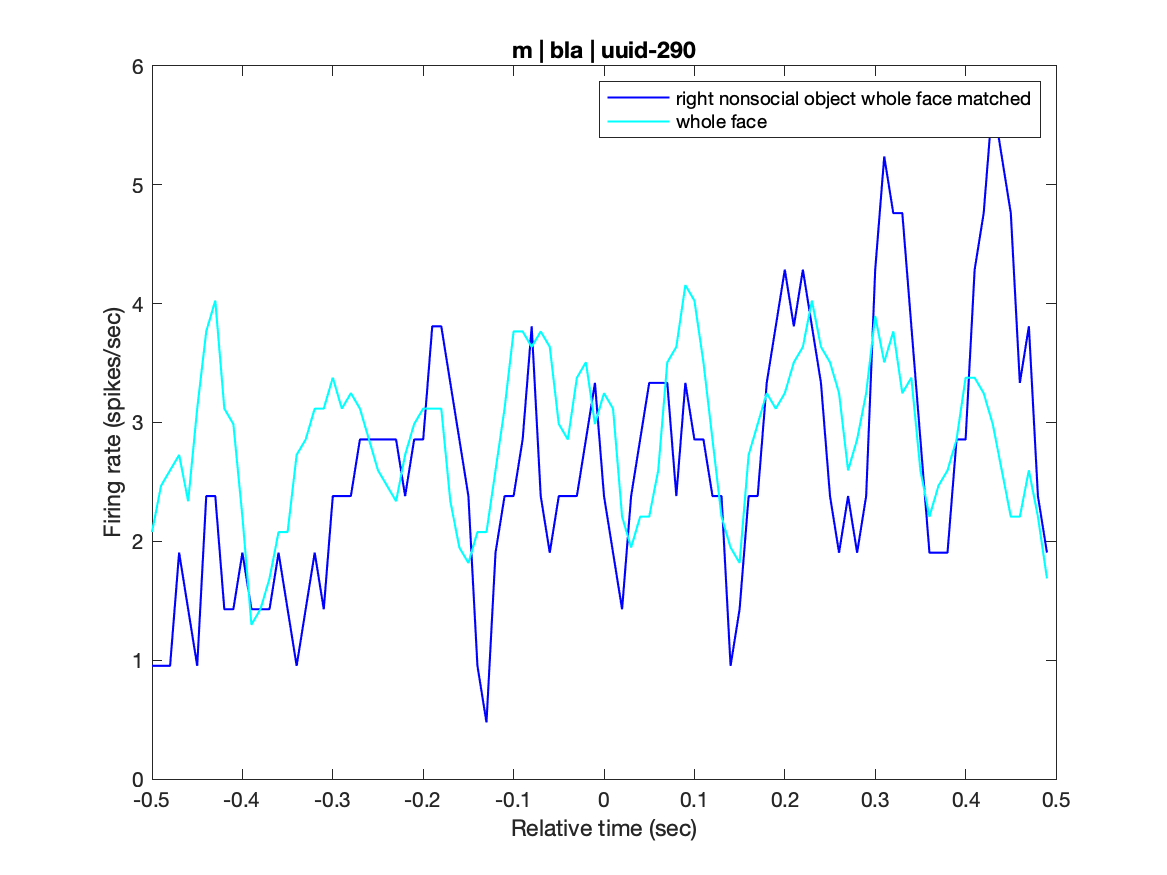 m | bla | uuid-290
right nonsocial object whole face matched
whole face
Firing rate (spikes/sec)
6
5
4
3
2
1
0
-0.5 -0.4 -0.3 -0.2 -0.1 0 0.1 0.2 0.3 0.4 0.5
Relative time (sec)